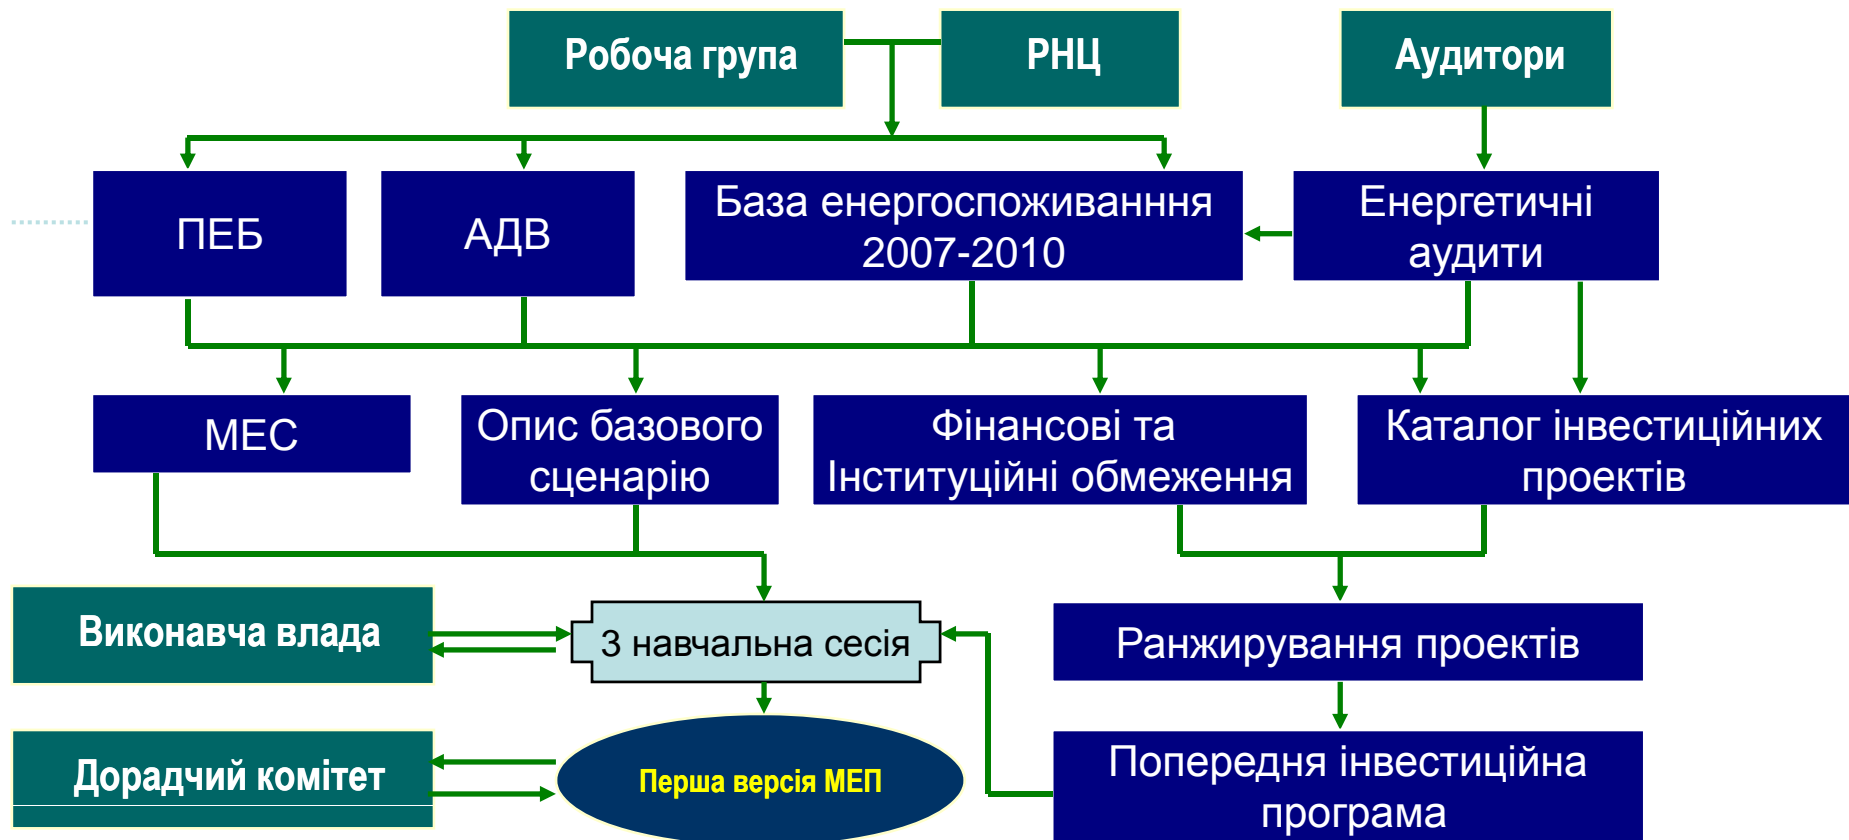 Робоча група
РНЦ
Аудитори
ПЕБ
АДВ
База енергоспоживанння
2007-2010
Енергетичні
аудити
МЕС
Опис базового
сценарію
Фінансові та
Інституційні обмеження
Каталог інвестиційних
проектів
Виконавча влада
3 навчальна сесія
Ранжирування проектів
Дорадчий комітет
Перша версія МЕП
Попередня інвестиційна
програма